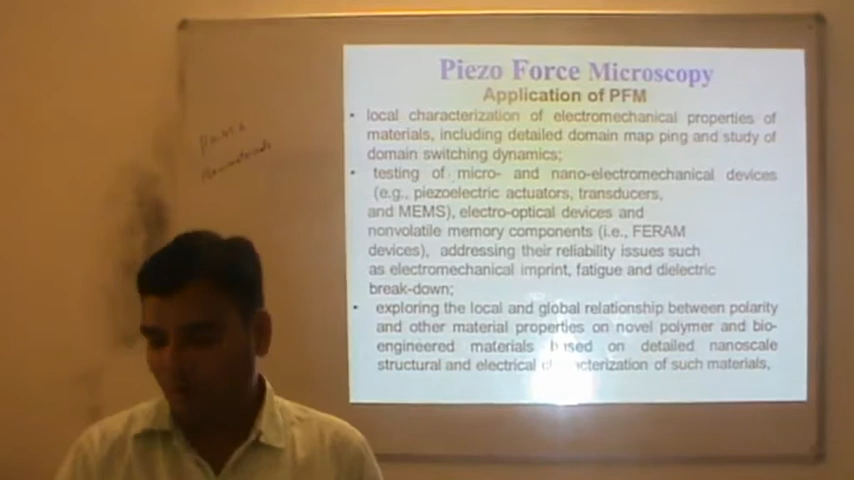 Piezo Force Microscopy
Application of PFM
• local characterization of electromechanical properties of
materials, including detailed domain map ping and study of
domain switching dynamics;
• testing of micro- and nano-electromechanical devices
(e.g., piezoelectric actuators, transducers,
and MEMS), electro-optical devices and
nonvolatile memory components (i.e., FERAM
devices), addressing their reliability issues such
as electromechanical imprint, fatigue and dielectric
break-down;
• exploring the local and global relationship between polarity
and other material properties on novel polymer and bio-
engineered materials based on detailed nanoscale
structural and electrical characterization of such materials,